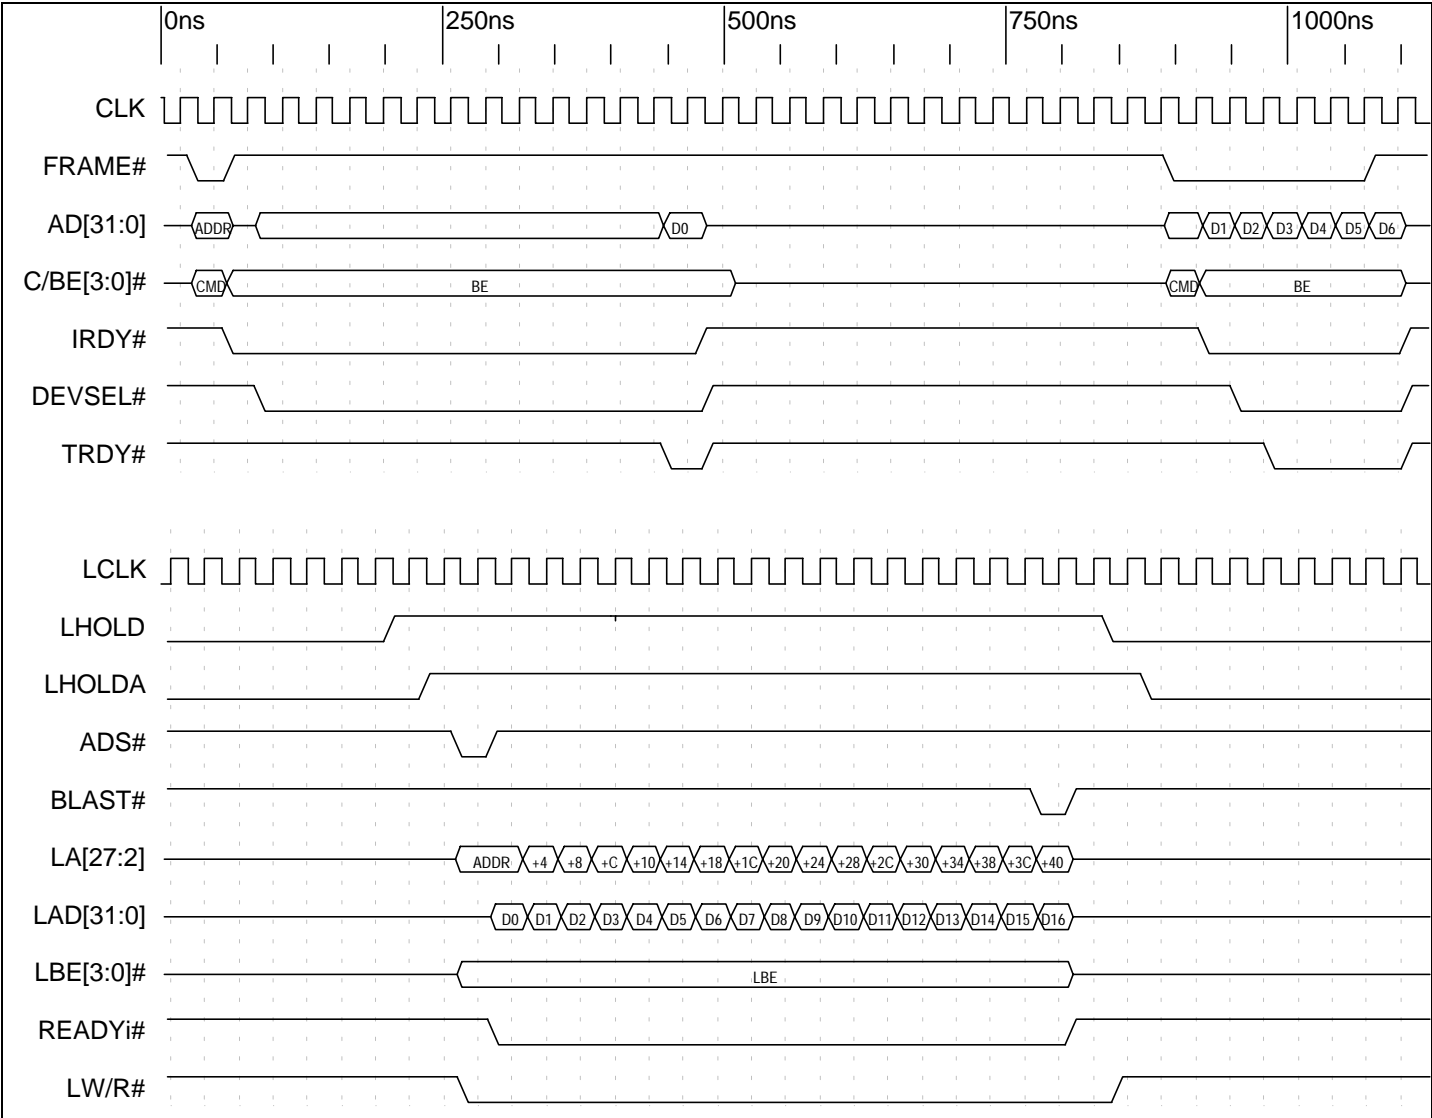 0ns 250ns 500ns 750ns 1000ns
CLK
FRAME#
AD[31:0] ADDR D0 D1 D2 D3 D4 D5 D6
C/BE[3:0]# CMD BE CMD BE
IRDY#
DEVSEL#
TRDY#
LCLK
LHOLD
LHOLDA
ADS#
BLAST#
LA[27:2] ADDR +4 +8 +C +10 +14 +18 +1C +20 +24 +28 +2C +30 +34 +38 +3C +40
LAD[31:0] D0 D1 D2 D3 D4 D5 D6 D7 D8 D9 D10 D11 D12 D13 D14 D15 D16
LBE[3:0]# LBE
READYi#
LW/R#